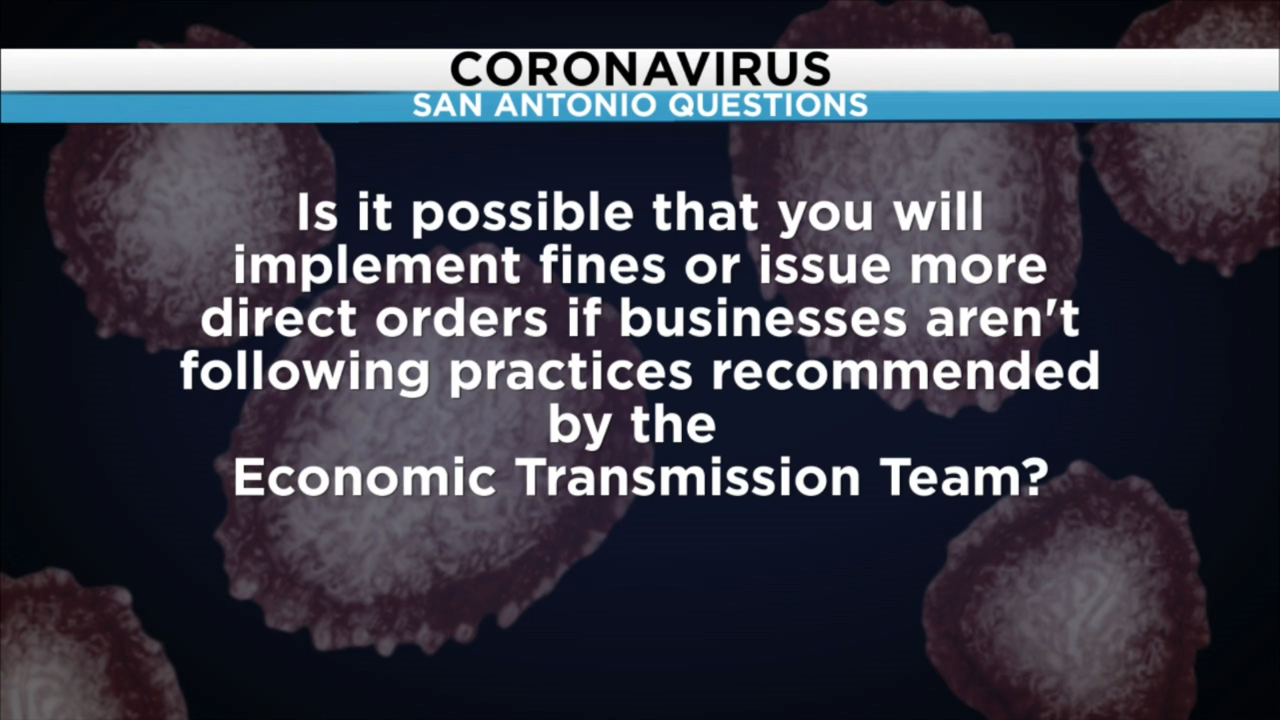 CORONAVIRUS
SAN ANTONIO QUESTIONS
Is it possible that you will
implement fines or issue more
direct orders if businesses aren't
following practices recommended
by the
Economic Transmission Team?